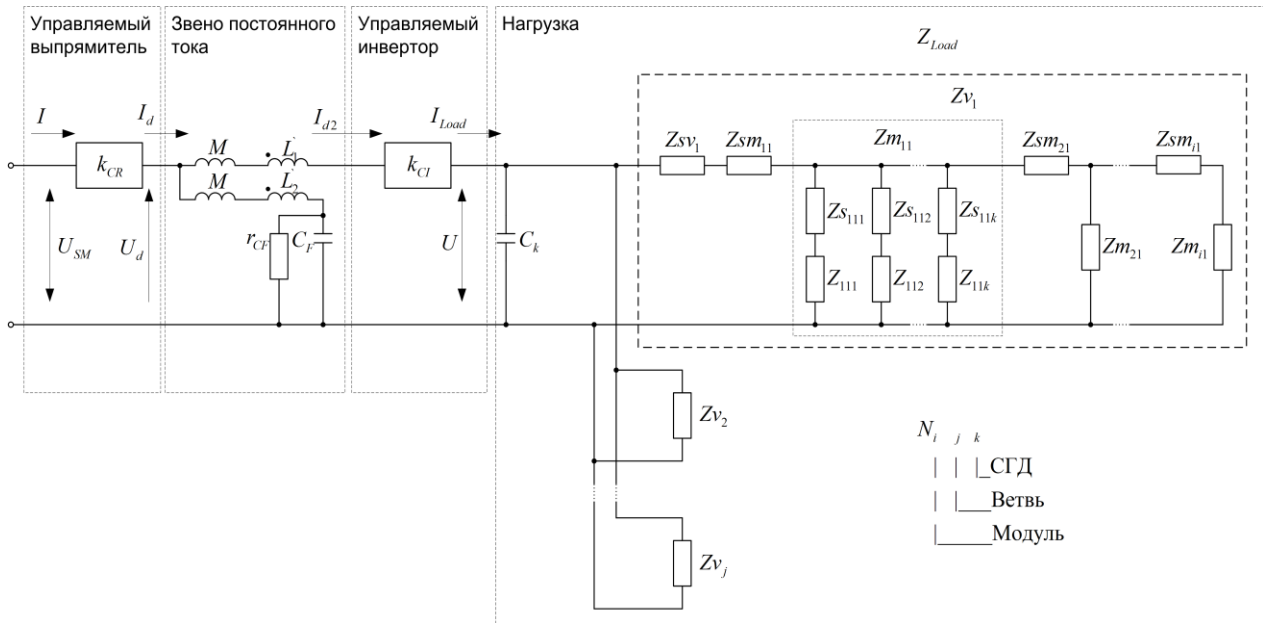 Управляемый
выпрямитель
Звено постоянного
тока
Управляемый
инвертор
Нагрузка
Z_Load
Zv_1
I
I_d
I_d2
I_Load
M
L_1
M
L_2
k_CR
k_CI
Zsv_1
Zsm_11
Zm_11
Zsm_21
Zsm_i1
Zs_111
Zs_112
Zs_11k
Z_111
Z_112
Z_11k
Zm_21
Zm_i1
U_SM
U_d
r_CF
C_F
U
C_k
Zv_2
Zv_j
N_i j k
СГД
Ветвь
Модуль